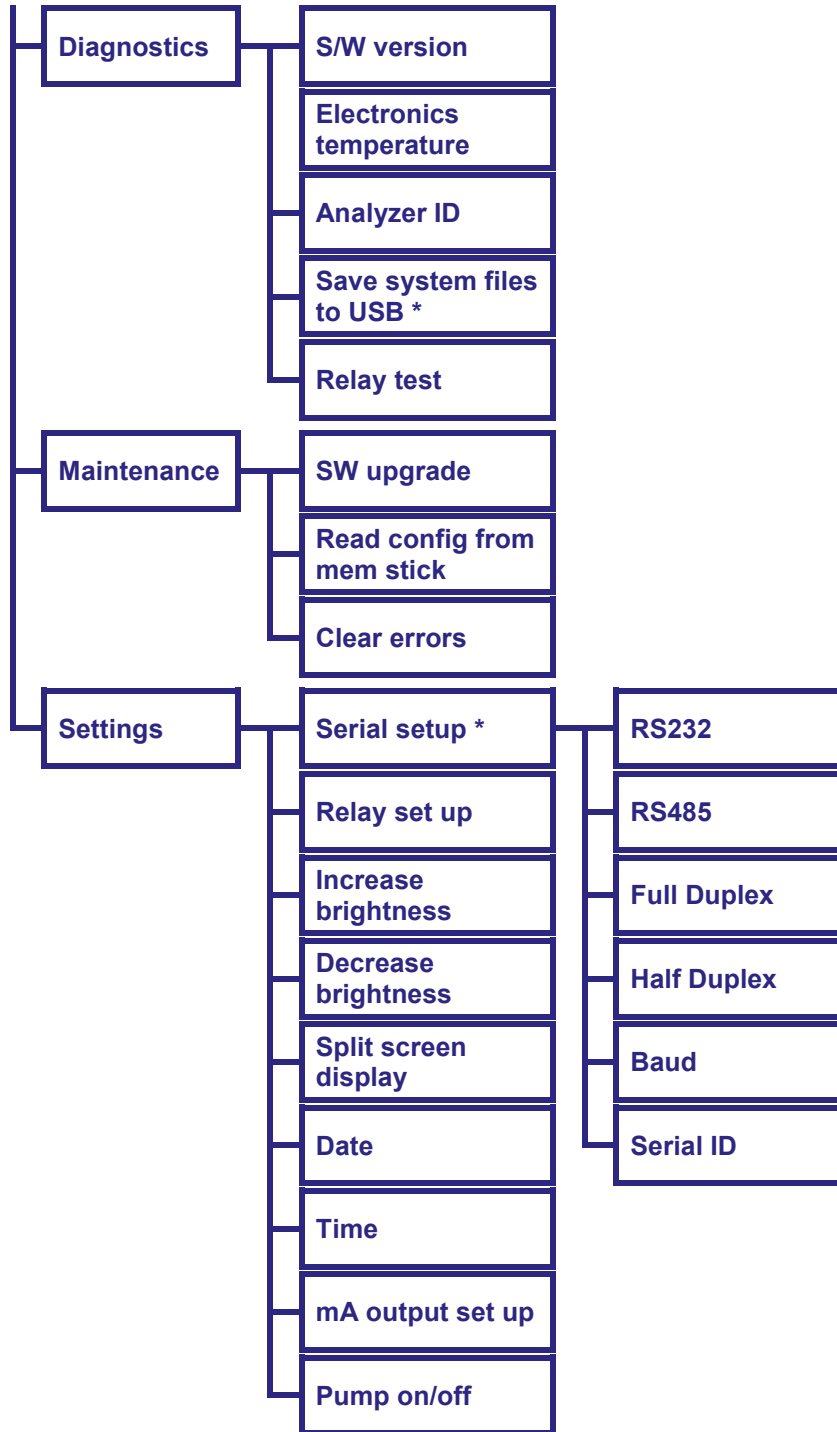 Diagnostics
S/W version
Electronics
temperature
Analyzer ID
Save system files
to USB *
Relay test
Maintenance
SW upgrade
Read config from
mem stick
Clear errors
Settings
Serial setup *
RS232
Relay set up
RS485
Increase
brightness
Full Duplex
Decrease
brightness
Half Duplex
Split screen
display
Baud
Date
Serial ID
Time
mA output set up
Pump on/off